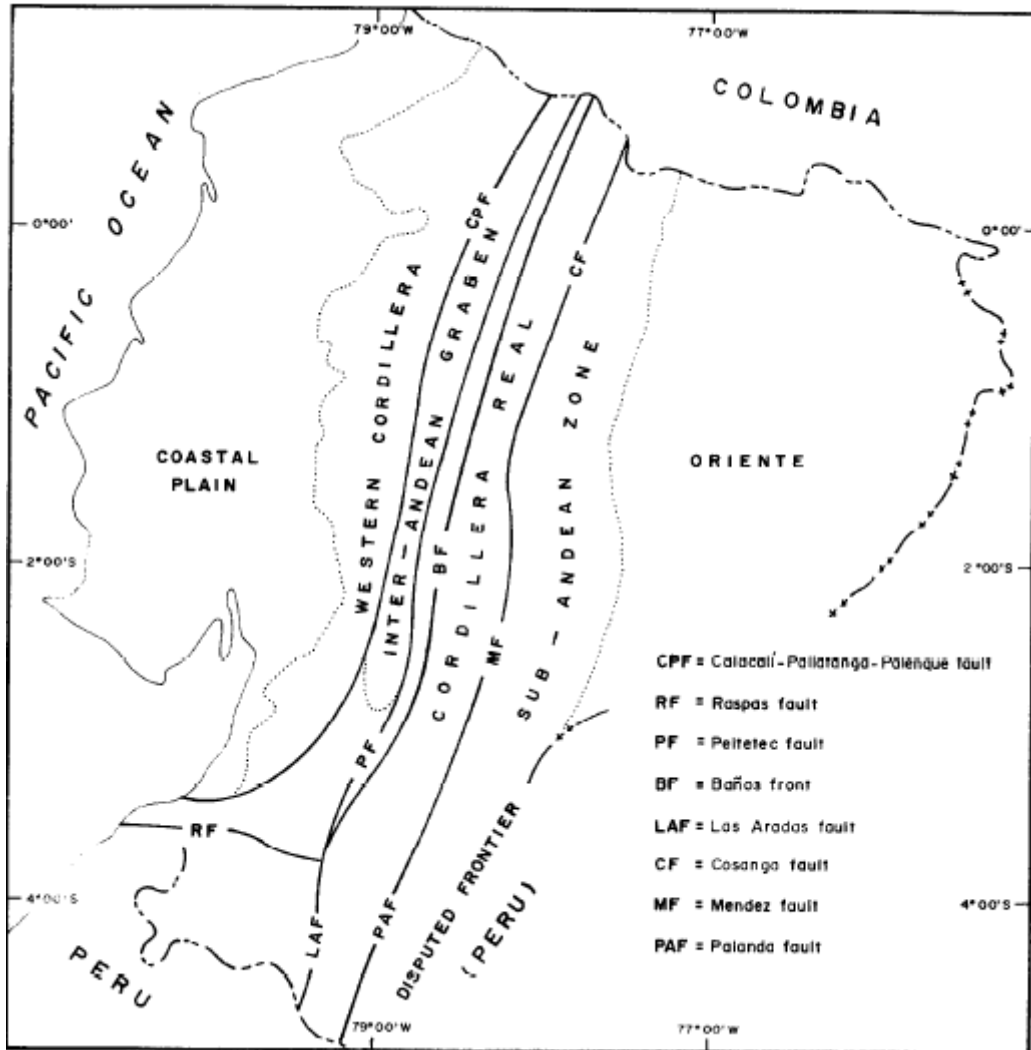 79°00'W
77°00'W
COLOMBIA
PACIFIC OCEAN
0°00'
0°00'
CPF
CF
WESTERN CORDILLERA
INTER-ANDEAN GRABEN
CORDILLERA REAL
SUB-ANDEAN ZONE
COASTAL
PLAIN
ORIENTE
BF
2°00'S
2°00'S
MF
PF
RF
LAF
PAF
CPF = Calacalí-Pallatanga-Palenque fault
RF = Raspas fault
PF = Peltetec fault
BF = Baños front
LAF = Las Aradas fault
CF = Cosanga fault
MF = Mendez fault
PAF = Palanda fault
4°00'S
4°00'S
DISPUTED FRONTIER
(PERU)
PERU
79°00'W
77°00'W